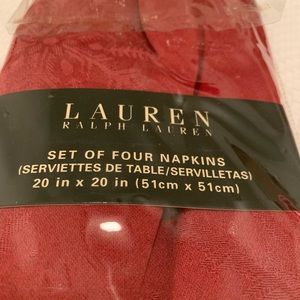 LAUREN
RALPH LAUREN
SET OF FOUR NAPKINS
(SERVIETTES DE TABLE/SERVILLETAS)
20 in x 20 in (51cm x 51cm)